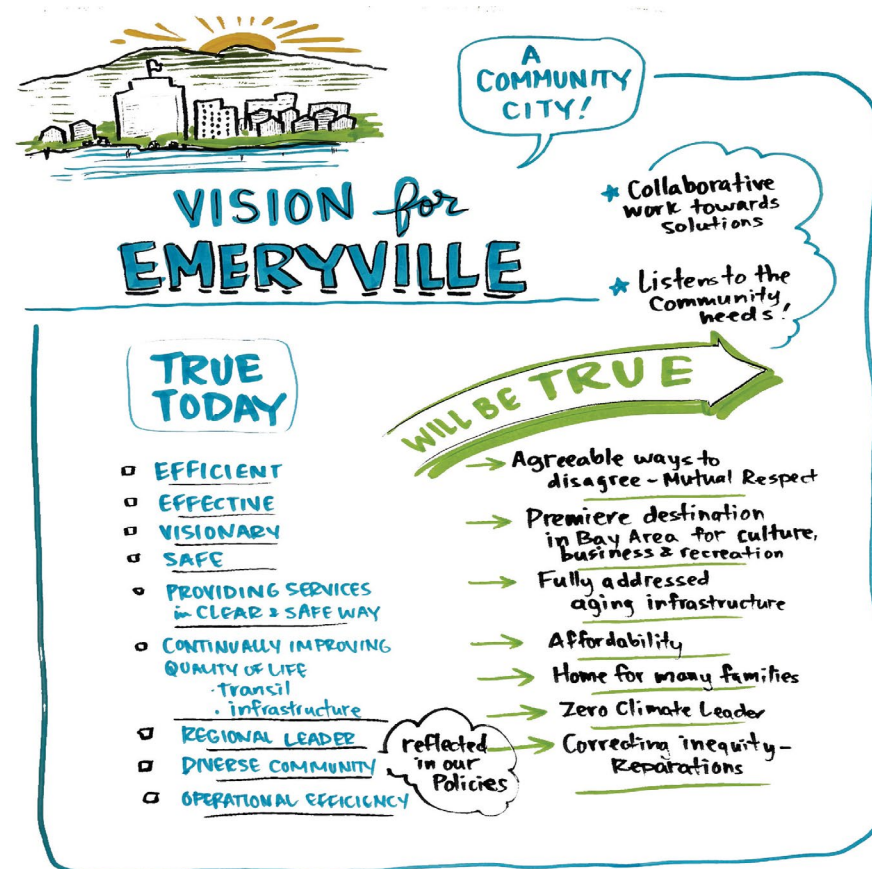 A
COMMUNITY
CITY!
VISION for
EMERYVILLE
★ Collaborative
work towards
solutions
★ Listens to the
Community
needs!
TRUE
TODAY
EFFICIENT
EFFECTIVE
VISIONARY
SAFE
PROVIDING SERVICES
in CLEAR & SAFE WAY
CONTINUALLY IMPROVING
QUALITY OF LIFE
· Transit
· infrastructure
REGIONAL LEADER
DIVERSE COMMUNITY
OPERATIONAL EFFICIENCY
reflected
in our
Policies
WILL BE TRUE
→ Agreeable ways to
disagree - Mutual Respect
→ Premiere destination
in Bay Area for culture,
business & recreation
→ Fully addressed
aging infrastructure
→ Affordability
→ Home for many families
→ Zero Climate Leader
→ Correcting inequity -
Reparations